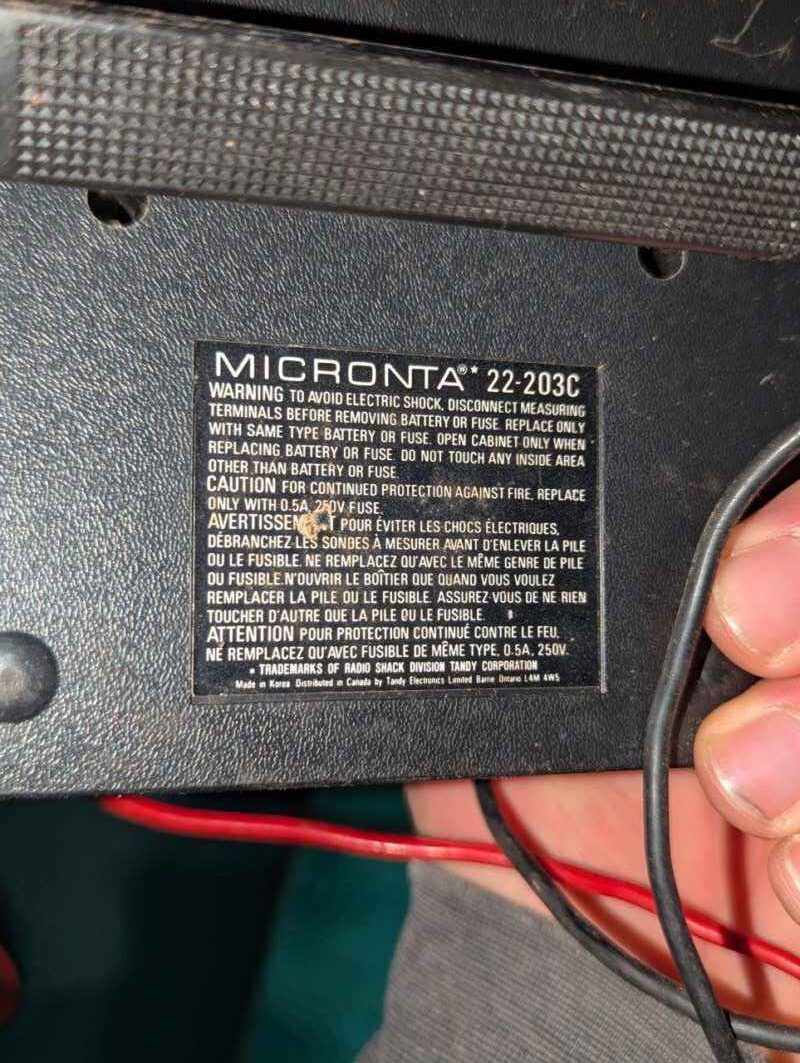 MICRONTA®* 22-203C
WARNING TO AVOID ELECTRIC SHOCK, DISCONNECT MEASURING
TERMINALS BEFORE REMOVING BATTERY OR FUSE. REPLACE ONLY
WITH SAME TYPE BATTERY OR FUSE. OPEN CABINET ONLY WHEN
REPLACING BATTERY OR FUSE. DO NOT TOUCH ANY INSIDE AREA
OTHER THAN BATTERY OR FUSE.
CAUTION FOR CONTINUED PROTECTION AGAINST FIRE, REPLACE
ONLY WITH 0.5A, 250V FUSE.
AVERTISSEMENT POUR ÉVITER LES CHOCS ÉLECTRIQUES,
DÉBRANCHEZ LES SONDES À MESURER AVANT D'ENLEVER LA PILE
OU LE FUSIBLE. NE REMPLACEZ QU'AVEC LE MÊME GENRE DE PILE
OU FUSIBLE.N'OUVRIR LE BOÎTIER QUE QUAND VOUS VOULEZ
REMPLACER LA PILE OU LE FUSIBLE. ASSUREZ-VOUS DE NE RIEN
TOUCHER D'AUTRE QUE LA PILE OU LE FUSIBLE.
ATTENTION POUR PROTECTION CONTINUÉ CONTRE LE FEU,
NE REMPLACEZ QU'AVEC FUSIBLE DE MÊME TYPE, 0.5A, 250V.
* TRADEMARKS OF RADIO SHACK DIVISION TANDY CORPORATION
Made in Korea Distributed in Canada by Tandy Electronics Limited Barrie Ontario L4M 4W5